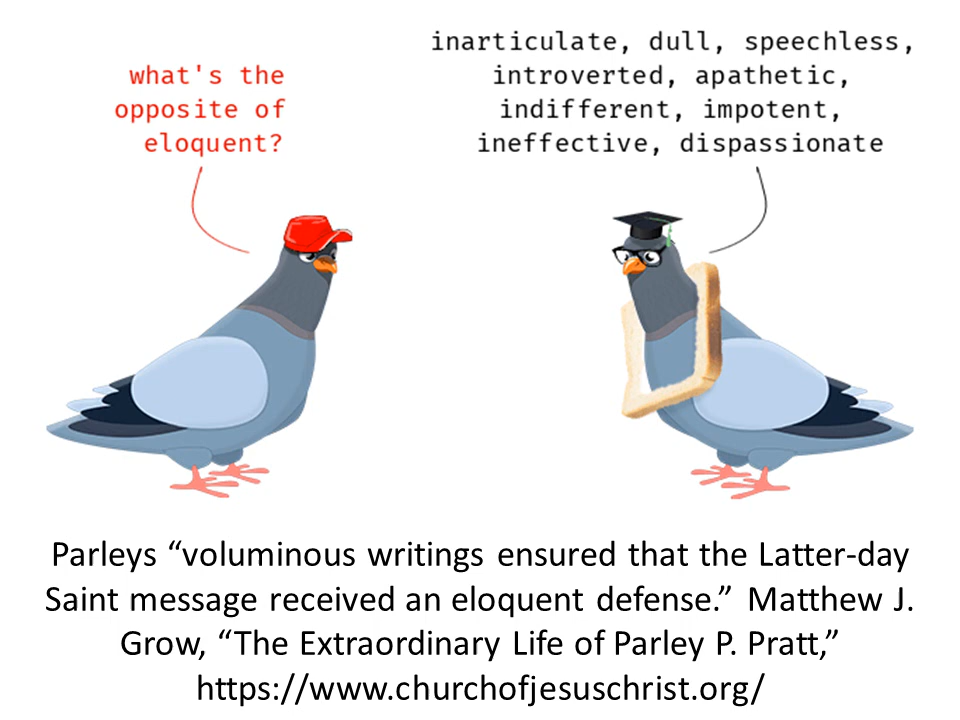 what's the
opposite of
eloquent?
inarticulate, dull, speechless,
introverted, apathetic,
indifferent, impotent,
ineffective, dispassionate
Parleys “voluminous writings ensured that the Latter-day
Saint message received an eloquent defense.” Matthew J.
Grow, “The Extraordinary Life of Parley P. Pratt,”
https://www.churchofjesuschrist.org/